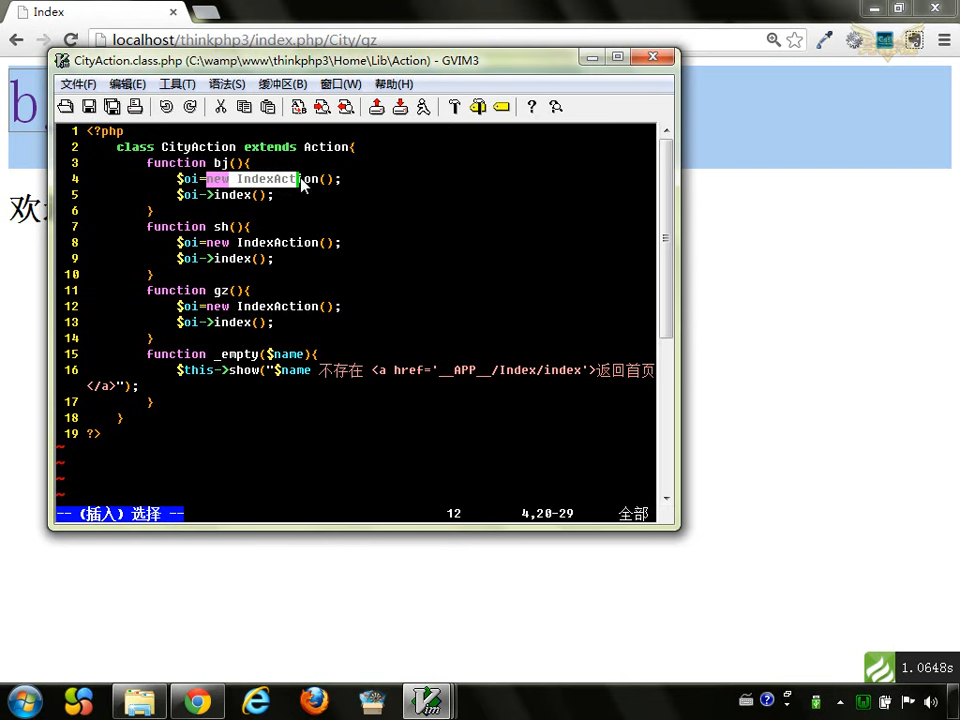 Index
localhost/thinkphp3/index.php/City/gz
b
欢
CityAction.class.php (C:\wamp\www\thinkphp3\Home\Lib\Action) - GVIM3
文件(F) 编辑(E) 工具(T) 语法(S) 缓冲区(B) 窗口(W) 帮助(H)
1 <?php
2 class CityAction extends Action{
3 function bj(){
4 $oi=new IndexAction();
5 $oi->index();
6 }
7 function sh(){
8 $oi=new IndexAction();
9 $oi->index();
10 }
11 function gz(){
12 $oi=new IndexAction();
13 $oi->index();
14 }
15 function _empty($name){
16 $this->show("$name 不存在 <a href='__APP__/Index/index'>返回首页
</a>");
17 }
18 }
19 ?>
~
~
~
~
-- (插入) 选择 -- 12 4,20-29 全部
1.0648s